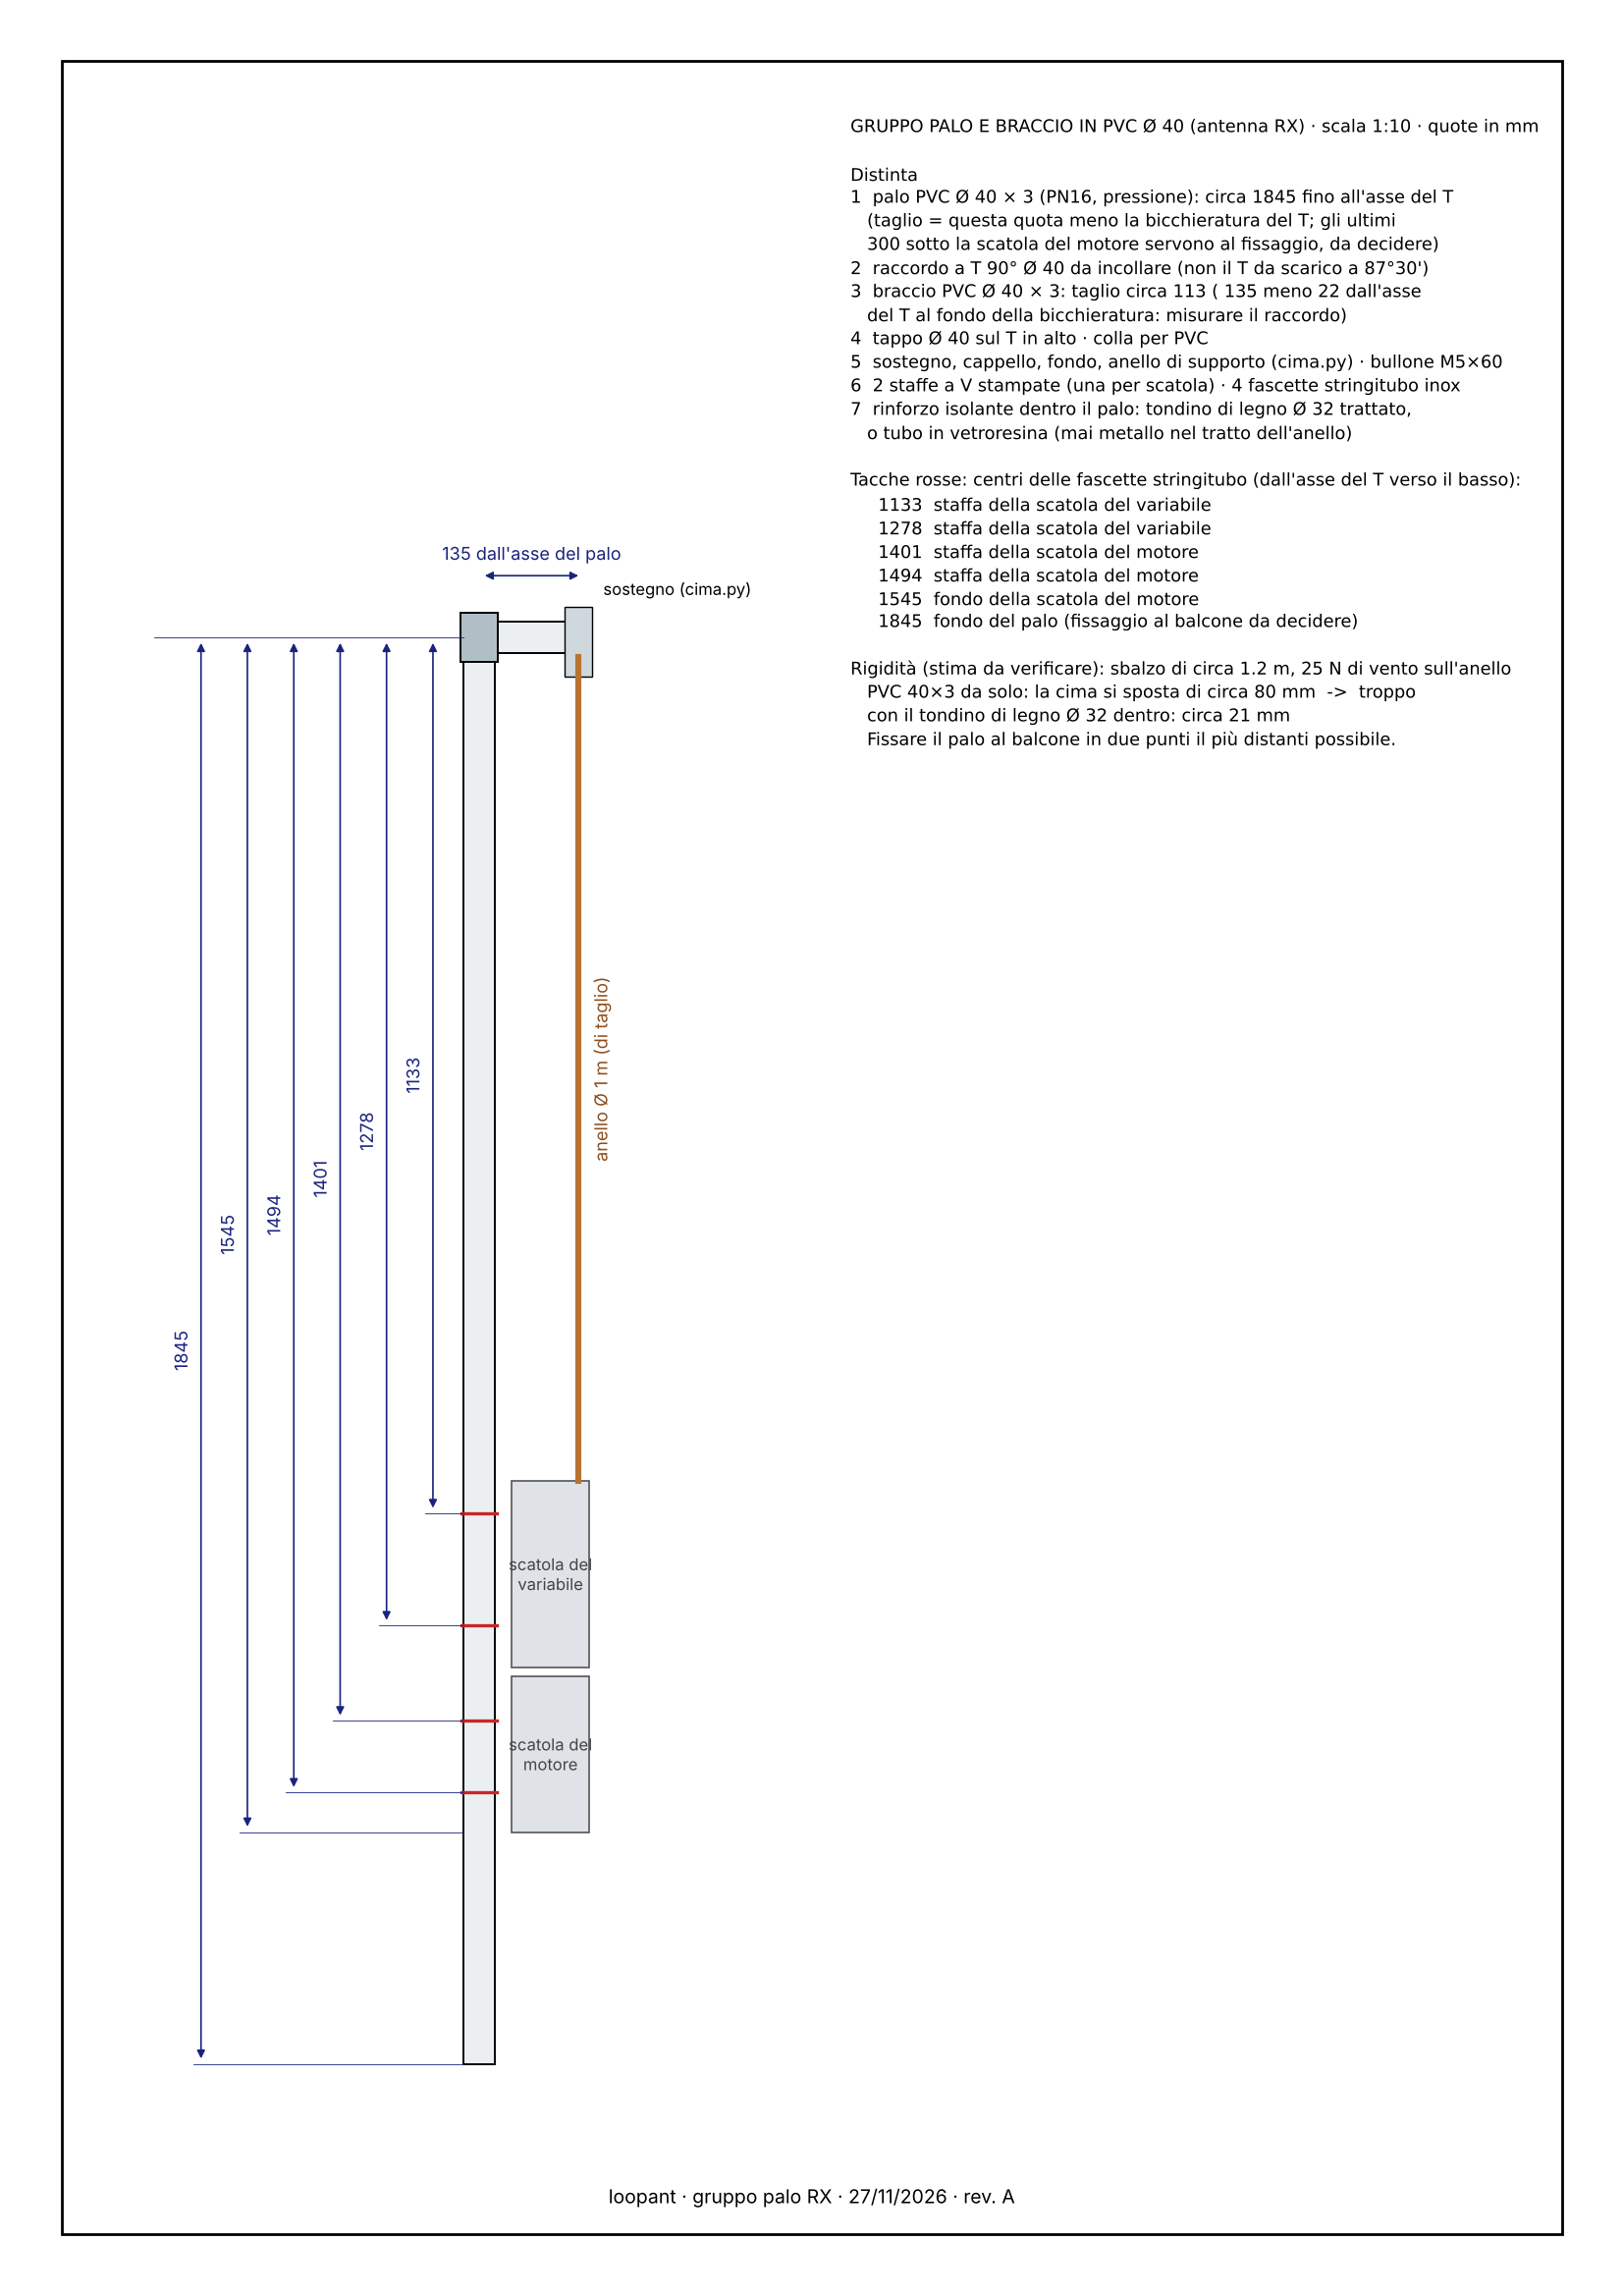 GRUPPO PALO E BRACCIO IN PVC Ø 40 (antenna RX) · scala 1:10 · quote in mm
Distinta
1 palo PVC Ø 40 × 3 (PN16, pressione): circa 1845 fino all'asse del T
(taglio = questa quota meno la bicchieratura del T; gli ultimi
300 sotto la scatola del motore servono al fissaggio, da decidere)
2 raccordo a T 90° Ø 40 da incollare (non il T da scarico a 87°30')
3 braccio PVC Ø 40 × 3: taglio circa 113 ( 135 meno 22 dall'asse
del T al fondo della bicchieratura: misurare il raccordo)
4 tappo Ø 40 sul T in alto · colla per PVC
5 sostegno, cappello, fondo, anello di supporto (cima.py) · bullone M5×60
6 2 staffe a V stampate (una per scatola) · 4 fascette stringitubo inox
7 rinforzo isolante dentro il palo: tondino di legno Ø 32 trattato,
o tubo in vetroresina (mai metallo nel tratto dell'anello)
Tacche rosse: centri delle fascette stringitubo (dall'asse del T verso il basso):
1133 staffa della scatola del variabile
1278 staffa della scatola del variabile
1401 staffa della scatola del motore
1494 staffa della scatola del motore
1545 fondo della scatola del motore
1845 fondo del palo (fissaggio al balcone da decidere)
Rigidità (stima da verificare): sbalzo di circa 1.2 m, 25 N di vento sull'anello
PVC 40×3 da solo: la cima si sposta di circa 80 mm -> troppo
con il tondino di legno Ø 32 dentro: circa 21 mm
Fissare il palo al balcone in due punti il più distanti possibile.
135 dall'asse del palo
sostegno (cima.py)
anello Ø 1 m (di taglio)
1133
1278
1401
1494
1545
1845
scatola del
variabile
scatola del
motore
loopant · gruppo palo RX · 27/11/2026 · rev. A